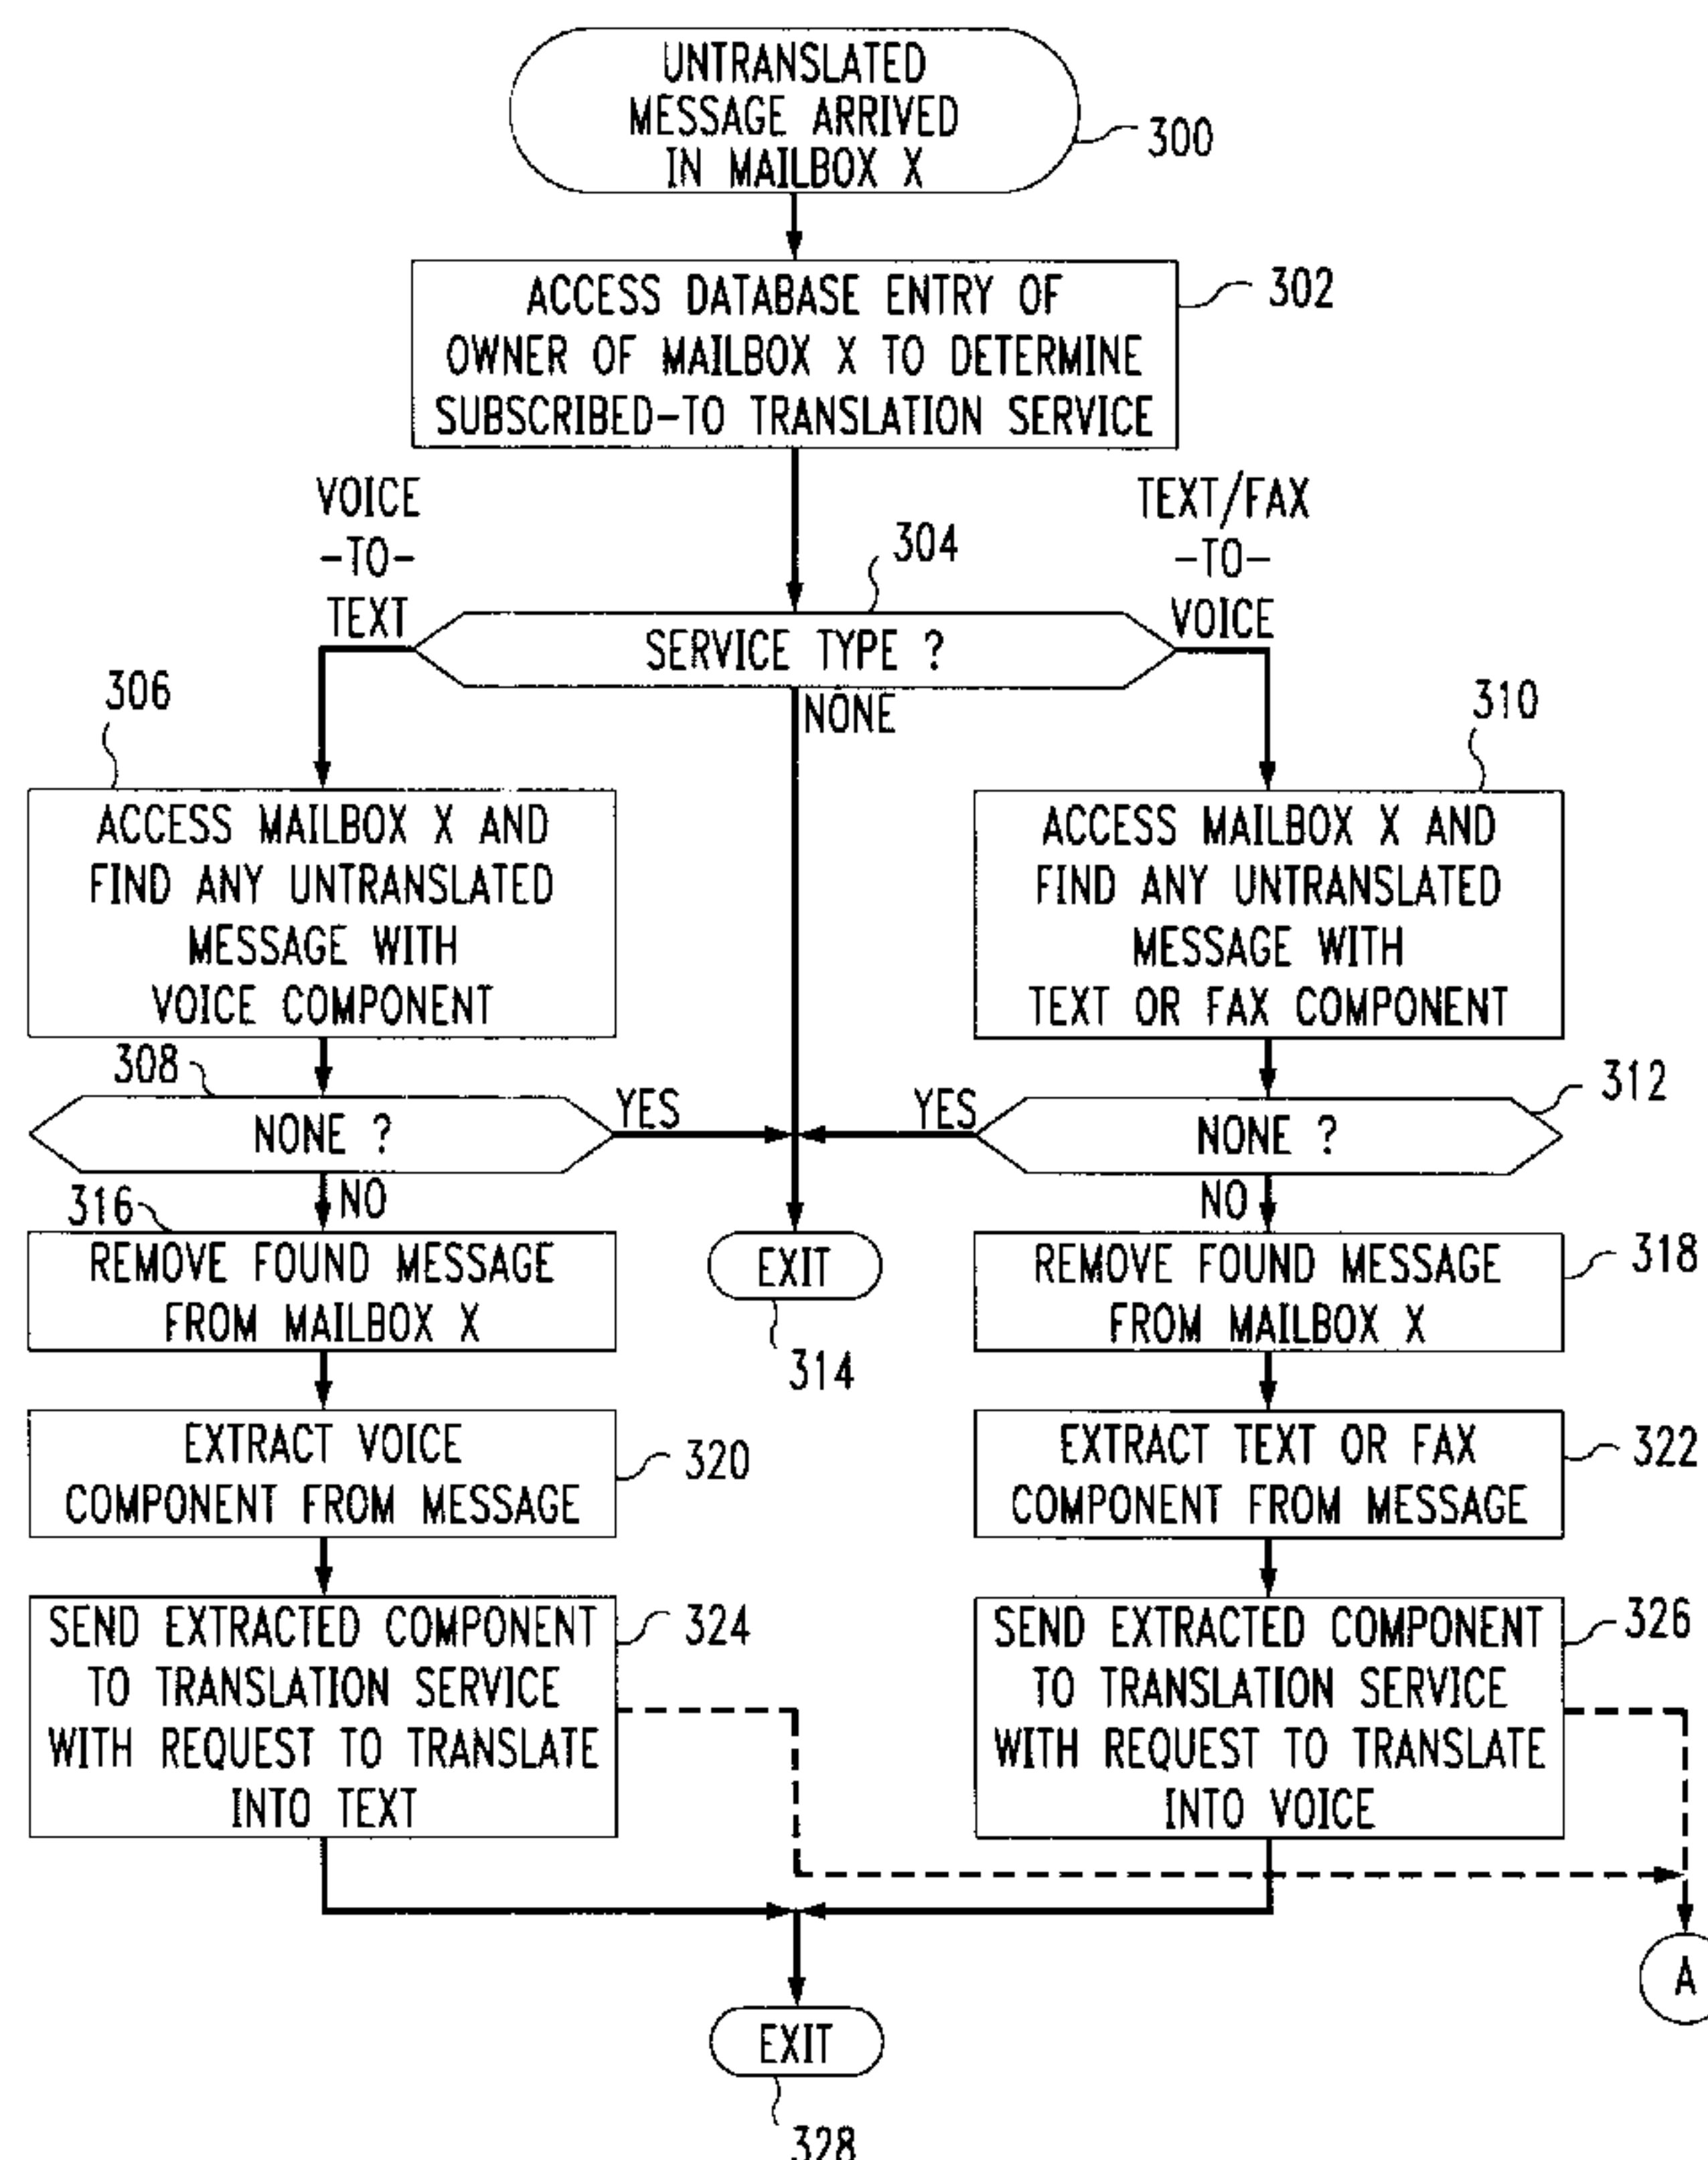 UNTRANSLATED
MESSAGE ARRIVED
IN MAILBOX X
300
ACCESS DATABASE ENTRY OF
OWNER OF MAILBOX X TO DETERMINE
SUBSCRIBED-TO TRANSLATION SERVICE
302
VOICE
-TO-
TEXT
304
TEXT/FAX
-TO-
VOICE
SERVICE TYPE ?
NONE
306
ACCESS MAILBOX X AND
FIND ANY UNTRANSLATED
MESSAGE WITH
VOICE COMPONENT
310
ACCESS MAILBOX X AND
FIND ANY UNTRANSLATED
MESSAGE WITH
TEXT OR FAX COMPONENT
308
NONE ?
YES
YES
NONE ?
312
NO
NO
316
REMOVE FOUND MESSAGE
FROM MAILBOX X
EXIT
314
REMOVE FOUND MESSAGE
FROM MAILBOX X
318
EXTRACT VOICE
COMPONENT FROM MESSAGE
320
EXTRACT TEXT OR FAX
COMPONENT FROM MESSAGE
322
SEND EXTRACTED COMPONENT
TO TRANSLATION SERVICE
WITH REQUEST TO TRANSLATE
INTO TEXT
324
SEND EXTRACTED COMPONENT
TO TRANSLATION SERVICE
WITH REQUEST TO TRANSLATE
INTO VOICE
326
A
EXIT
328